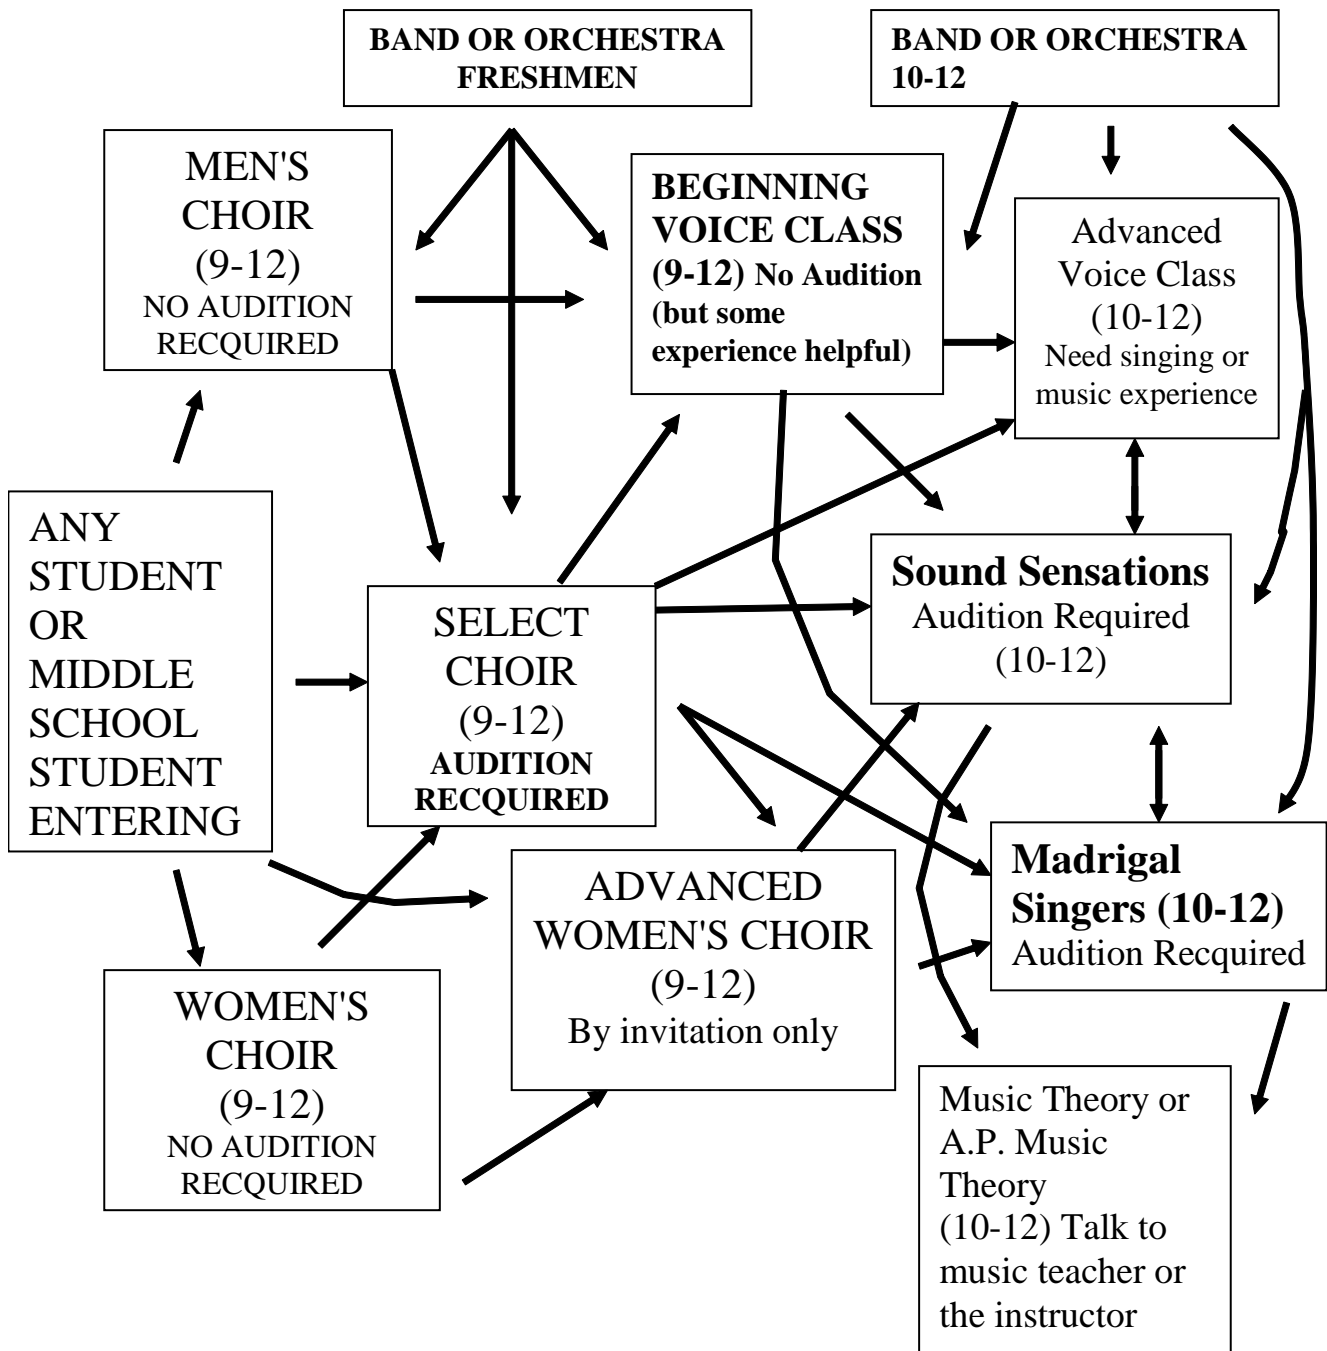 BAND OR ORCHESTRA
FRESHMEN
BAND OR ORCHESTRA
10-12
MEN'S
CHOIR
(9-12)
NO AUDITION
RECQUIRED
BEGINNING
VOICE CLASS
(9-12) No Audition
(but some
experience helpful)
Advanced
Voice Class
(10-12)
Need singing or
music experience
ANY
STUDENT
OR
MIDDLE
SCHOOL
STUDENT
ENTERING
SELECT
CHOIR
(9-12)
AUDITION
RECQUIRED
Sound Sensations
Audition Required
(10-12)
ADVANCED
WOMEN'S CHOIR
(9-12)
By invitation only
Madrigal
Singers (10-12)
Audition Recquired
WOMEN'S
CHOIR
(9-12)
NO AUDITION
RECQUIRED
Music Theory or
A.P. Music
Theory
(10-12) Talk to
music teacher or
the instructor